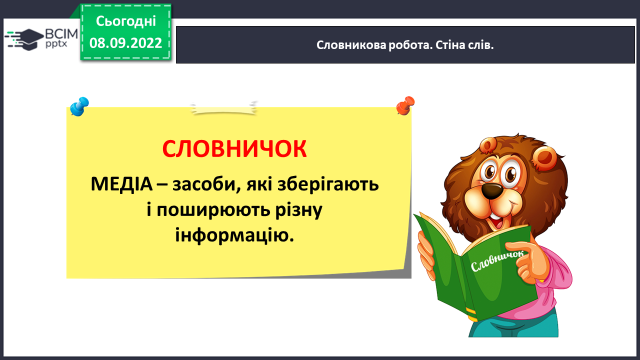 Сьогодні
08.09.2022
ВСІМ
pptx
Словникова робота. Стіна слів.
СЛОВНИЧОК
МЕДІА – засоби, які зберігають
і поширюють різну
інформацію.
Словничок